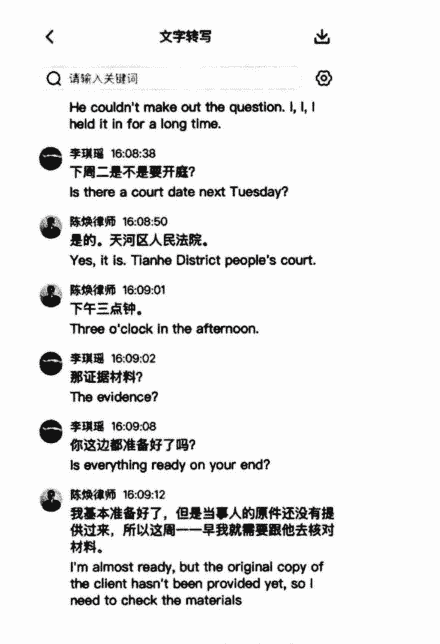 文字转写
请输入关键词
He couldn't make out the question. I, I, I
held it in for a long time.
李琪瑶 16:08:38
下周二是不是要开庭?
Is there a court date next Tuesday?
陈焕律师 16:08:50
是的。天河区人民法院。
Yes, it is. Tianhe District people's court.
陈焕律师 16:09:01
下午三点钟。
Three o'clock in the afternoon.
李琪瑶 16:09:02
那证据材料?
The evidence?
李琪瑶 16:09:08
你这边都准备好了吗?
Is everything ready on your end?
陈焕律师 16:09:12
我基本准备好了，但是当事人的原件还没有提
供过来，所以这周一一早我就需要跟他去核对
材料。
I'm almost ready, but the original copy of
the client hasn't been provided yet, so I
need to check the materials